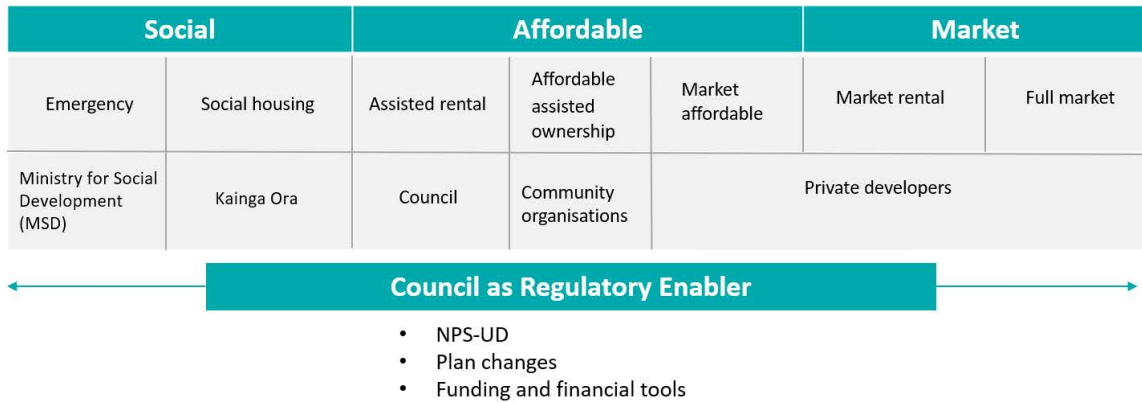 Social
Affordable
Market
Emergency
Social housing
Assisted rental
Affordable
assisted
ownership
Market
affordable
Market rental
Full market
Ministry for Social
Development
(MSD)
Kainga Ora
Council
Community
organisations
Private developers
Council as Regulatory Enabler
• NPS-UD
• Plan changes
• Funding and financial tools